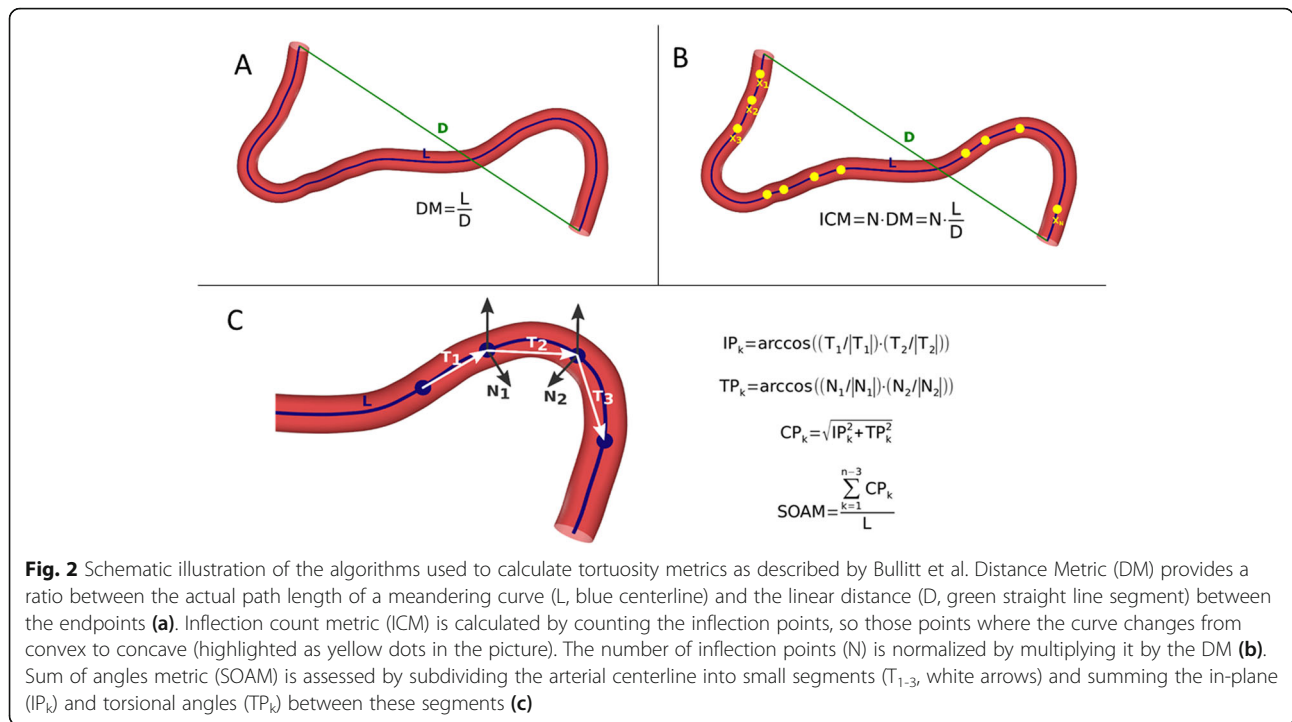 A
D
L
DM=L/D
B
x₁
x₂
x₃
D
L
xₙ
ICM=N·DM=N·L/D
C
T₁
T₂
T₃
N₁
N₂
L
IPₖ=arccos((T₁/|T₁|)·(T₂/|T₂|))
TPₖ=arccos((N₁/|N₁|)·(N₂/|N₂|))
CPₖ=√(IPₖ²+TPₖ²)
SOAM=∑ₖ₌₁ⁿ⁻³ CPₖ/L
Fig. 2 Schematic illustration of the algorithms used to calculate tortuosity metrics as described by Bullitt et al. Distance Metric (DM) provides a
ratio between the actual path length of a meandering curve (L, blue centerline) and the linear distance (D, green straight line segment) between
the endpoints (a). Inflection count metric (ICM) is calculated by counting the inflection points, so those points where the curve changes from
convex to concave (highlighted as yellow dots in the picture). The number of inflection points (N) is normalized by multiplying it by the DM (b).
Sum of angles metric (SOAM) is assessed by subdividing the arterial centerline into small segments (T₁₋₃, white arrows) and summing the in-plane
(IPₖ) and torsional angles (TPₖ) between these segments (c)